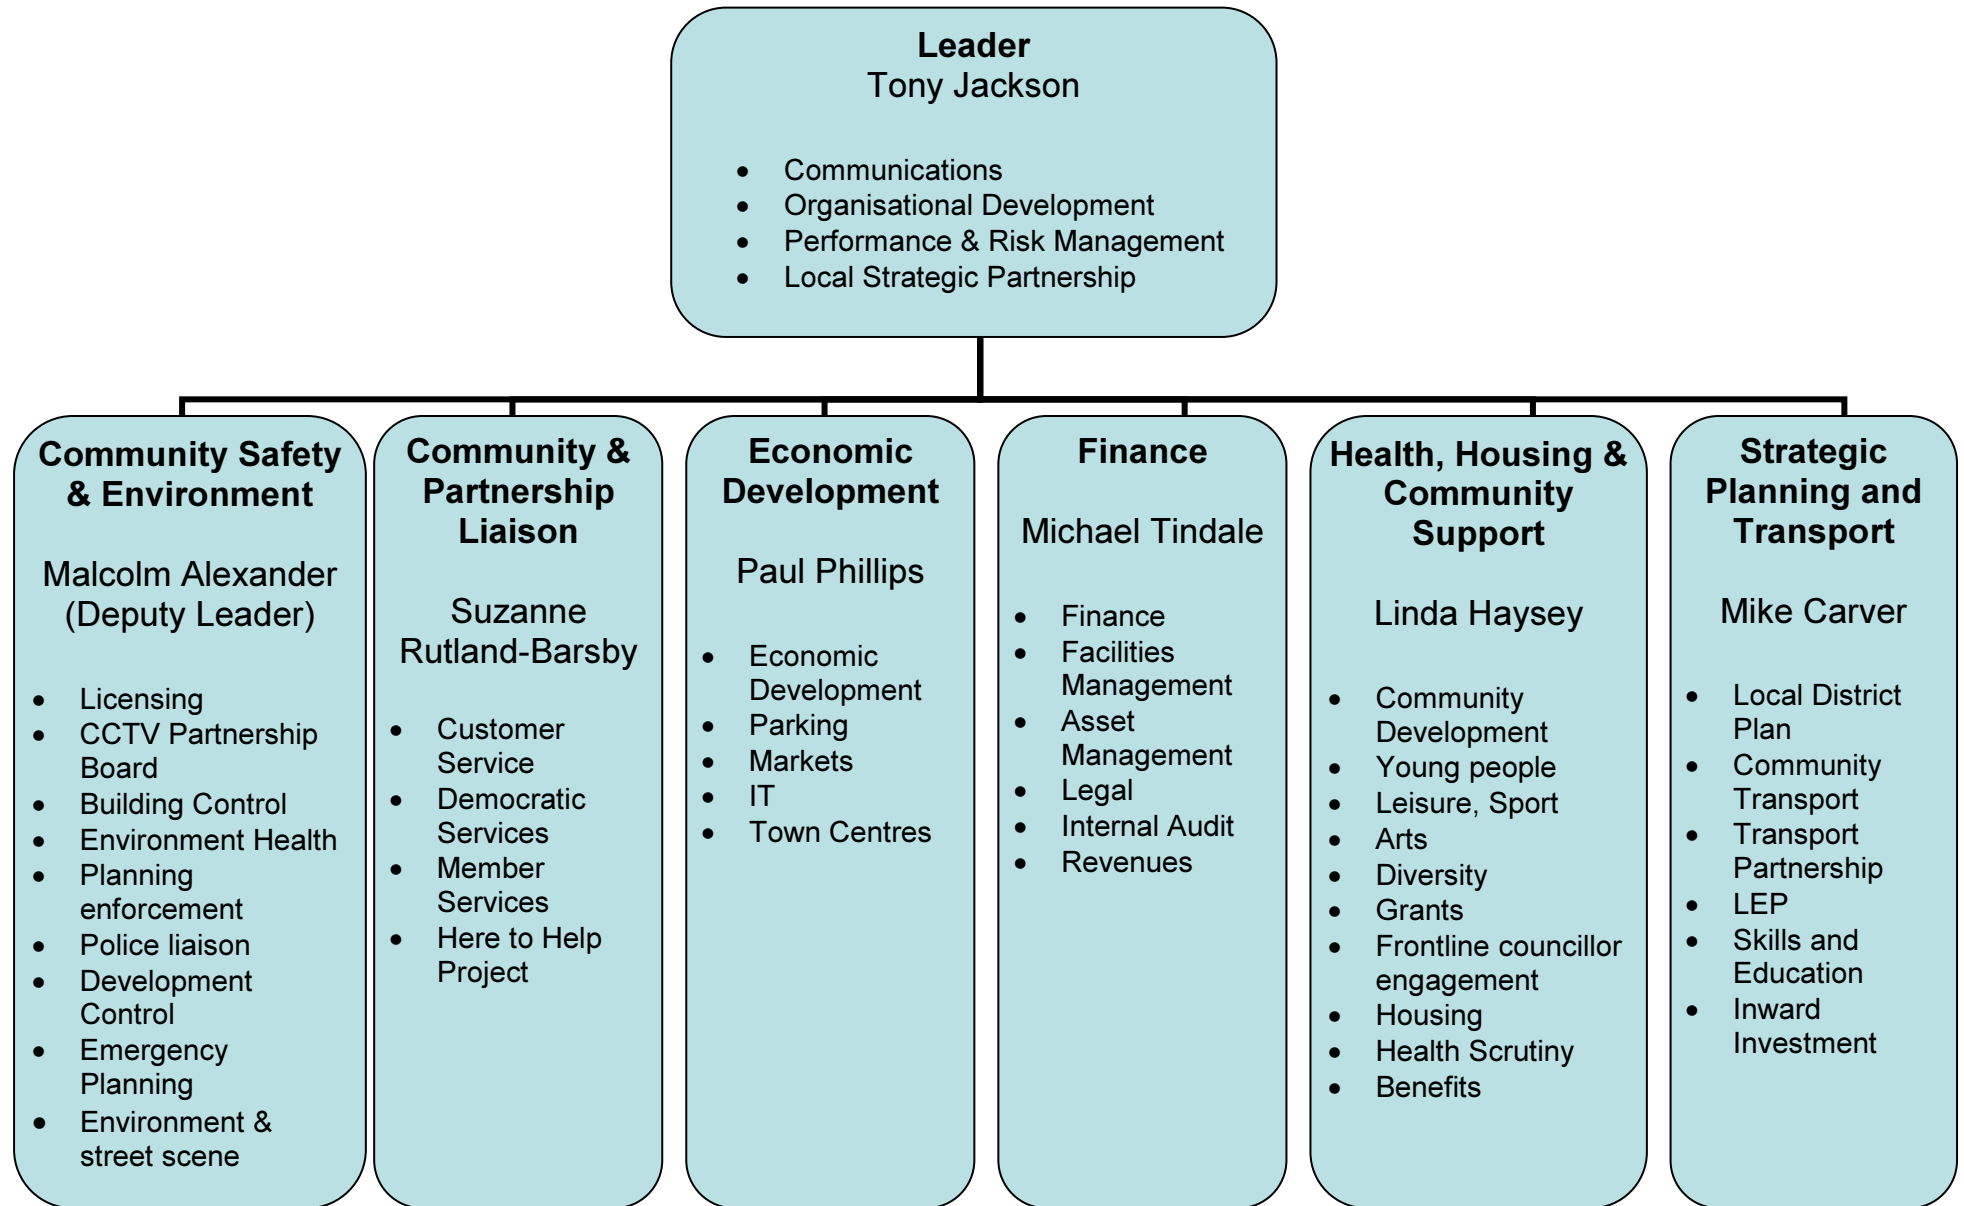 Leader
Tony Jackson
• Communications
• Organisational Development
• Performance & Risk Management
• Local Strategic Partnership
Community Safety
& Environment
Malcolm Alexander
(Deputy Leader)
• Licensing
• CCTV Partnership
Board
• Building Control
• Environment Health
• Planning
enforcement
• Police liaison
• Development
Control
• Emergency
Planning
• Environment &
street scene
Community &
Partnership
Liaison
Suzanne
Rutland-Barsby
• Customer
Service
• Democratic
Services
• Member
Services
• Here to Help
Project
Economic
Development
Paul Phillips
• Economic
Development
• Parking
• Markets
• IT
• Town Centres
Finance
Michael Tindale
• Finance
• Facilities
Management
• Asset
Management
• Legal
• Internal Audit
• Revenues
Health, Housing &
Community
Support
Linda Haysey
• Community
Development
• Young people
• Leisure, Sport
• Arts
• Diversity
• Grants
• Frontline councillor
engagement
• Housing
• Health Scrutiny
• Benefits
Strategic
Planning and
Transport
Mike Carver
• Local District
Plan
• Community
Transport
• Transport
Partnership
• LEP
• Skills and
Education
• Inward
Investment